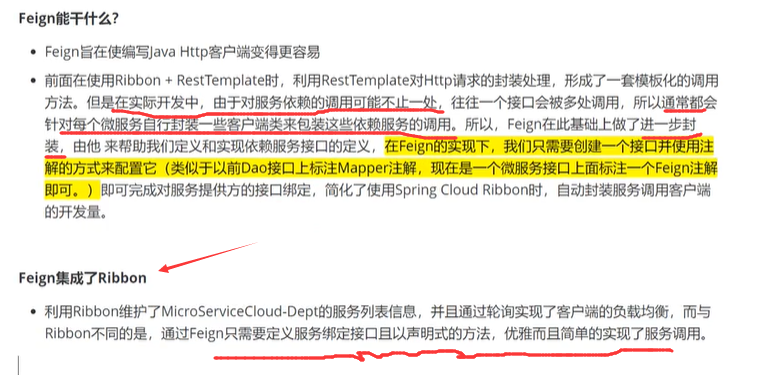 Feign能干什么？
• Feign旨在使编写Java Http客户端变得更容易
• 前面在使用Ribbon + RestTemplate时，利用RestTemplate对Http请求的封装处理，形成了一套模板化的调用
方法。但是在实际开发中，由于对服务依赖的调用可能不止一处，往往一个接口会被多处调用，所以通常都会
针对每个微服务自行封装一些客户端类来包装这些依赖服务的调用。所以，Feign在此基础上做了进一步封
装，由他 来帮助我们定义和实现依赖服务接口的定义，在Feign的实现下，我们只需要创建一个接口并使用注
解的方式来配置它（类似于以前Dao接口上标注Mapper注解，现在是一个微服务接口上面标注一个Feign注解
即可。）即可完成对服务提供方的接口绑定，简化了使用Spring Cloud Ribbon时，自动封装服务调用客户端
的开发量。
Feign集成了Ribbon
• 利用Ribbon维护了MicroServiceCloud-Dept的服务列表信息，并且通过轮询实现了客户端的负载均衡，而与
Ribbon不同的是，通过Feign只需要定义服务绑定接口且以声明式的方法，优雅而且简单的实现了服务调用。